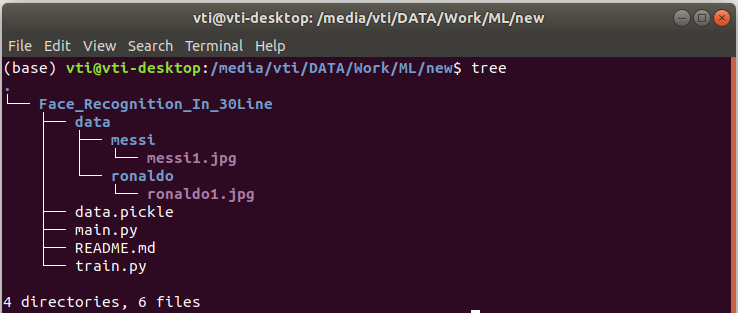 vti@vti-desktop: /media/vti/DATA/Work/ML/new
File Edit View Search Terminal Help
(base) vti@vti-desktop:/media/vti/DATA/Work/ML/new$ tree
.
└── Face_Recognition_In_30Line
    ├── data
    │   ├── messi
    │   │   └── messi1.jpg
    │   └── ronaldo
    │       └── ronaldo1.jpg
    ├── data.pickle
    ├── main.py
    ├── README.md
    └── train.py
4 directories, 6 files